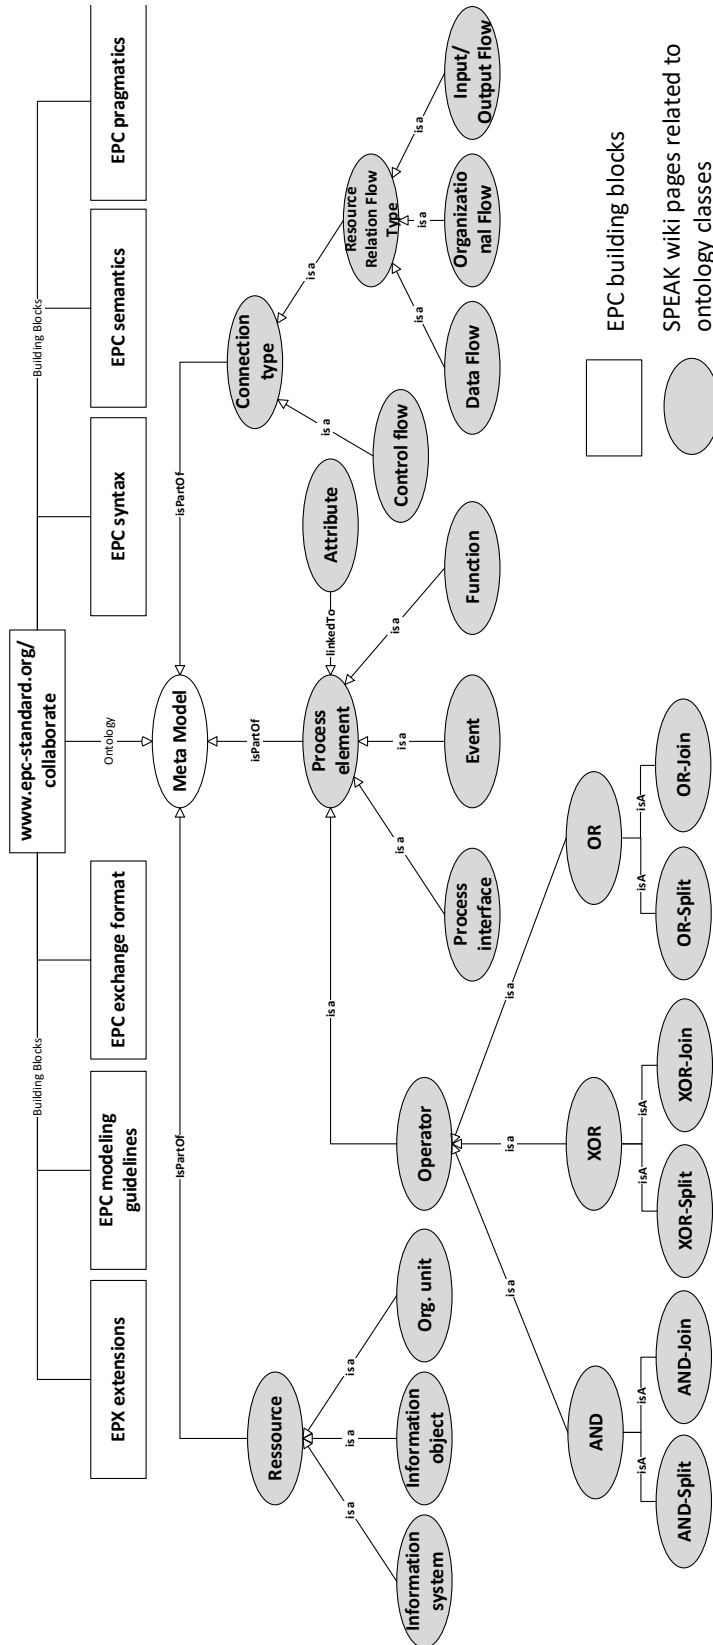 www.epc-standard.org/
collaborate
Building Blocks
Building Blocks
EPX extensions
EPC modeling
guidelines
EPC exchange format
EPC syntax
EPC semantics
EPC pragmatics
Ontology
Meta Model
IsPartOf
isPartOf
isPartOf
Ressource
is a
is a
is a
Information
system
Information
object
Org. unit
Process
element
linkedTo
Attribute
is a
is a
is a
is a
Operator
Process
interface
Event
Function
Connection
type
is a
is a
Control flow
Resource
Relation Flow
Type
is a
is a
is a
Data Flow
Organizatio
nal Flow
Input/
Output Flow
is a
is a
is a
AND
XOR
OR
isA
isA
isA
isA
isA
isA
AND-Split
AND-Join
XOR-Split
XOR-Join
OR-Split
OR-Join
EPC building blocks
SPEAK wiki pages related to
ontology classes